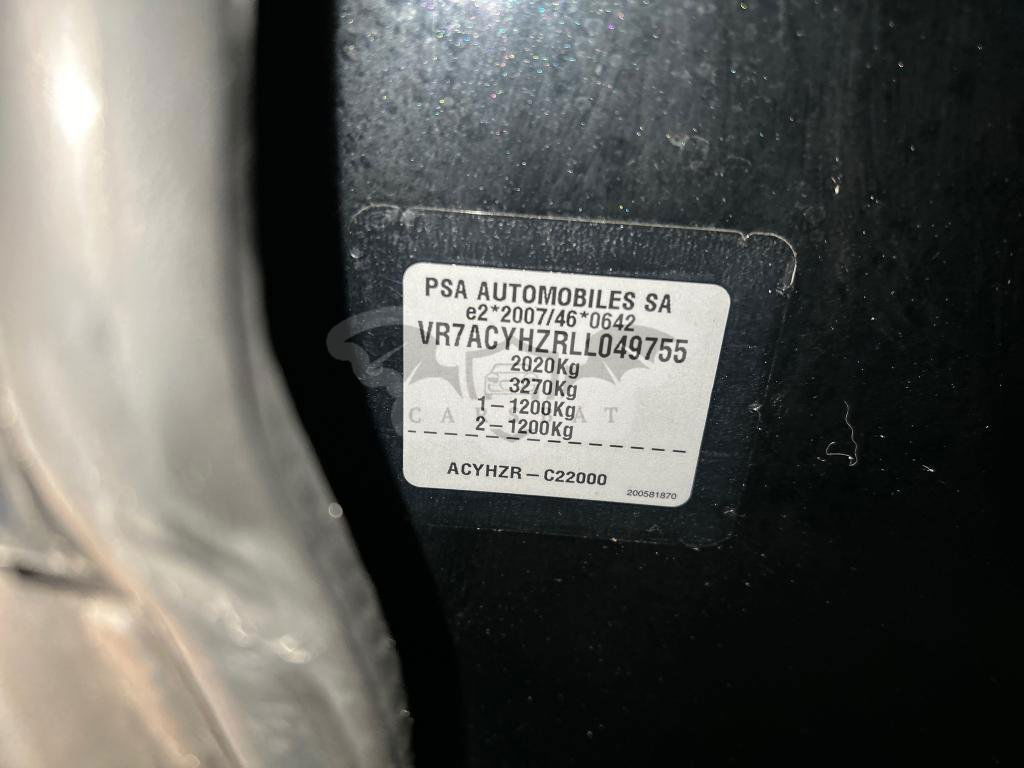 PSA AUTOMOBILES SA
e2*2007/46*0642
VR7ACYHZRLL049755
2020Kg
3270Kg
1-1200Kg
2-1200Kg
ACYHZR-C22000
200581870